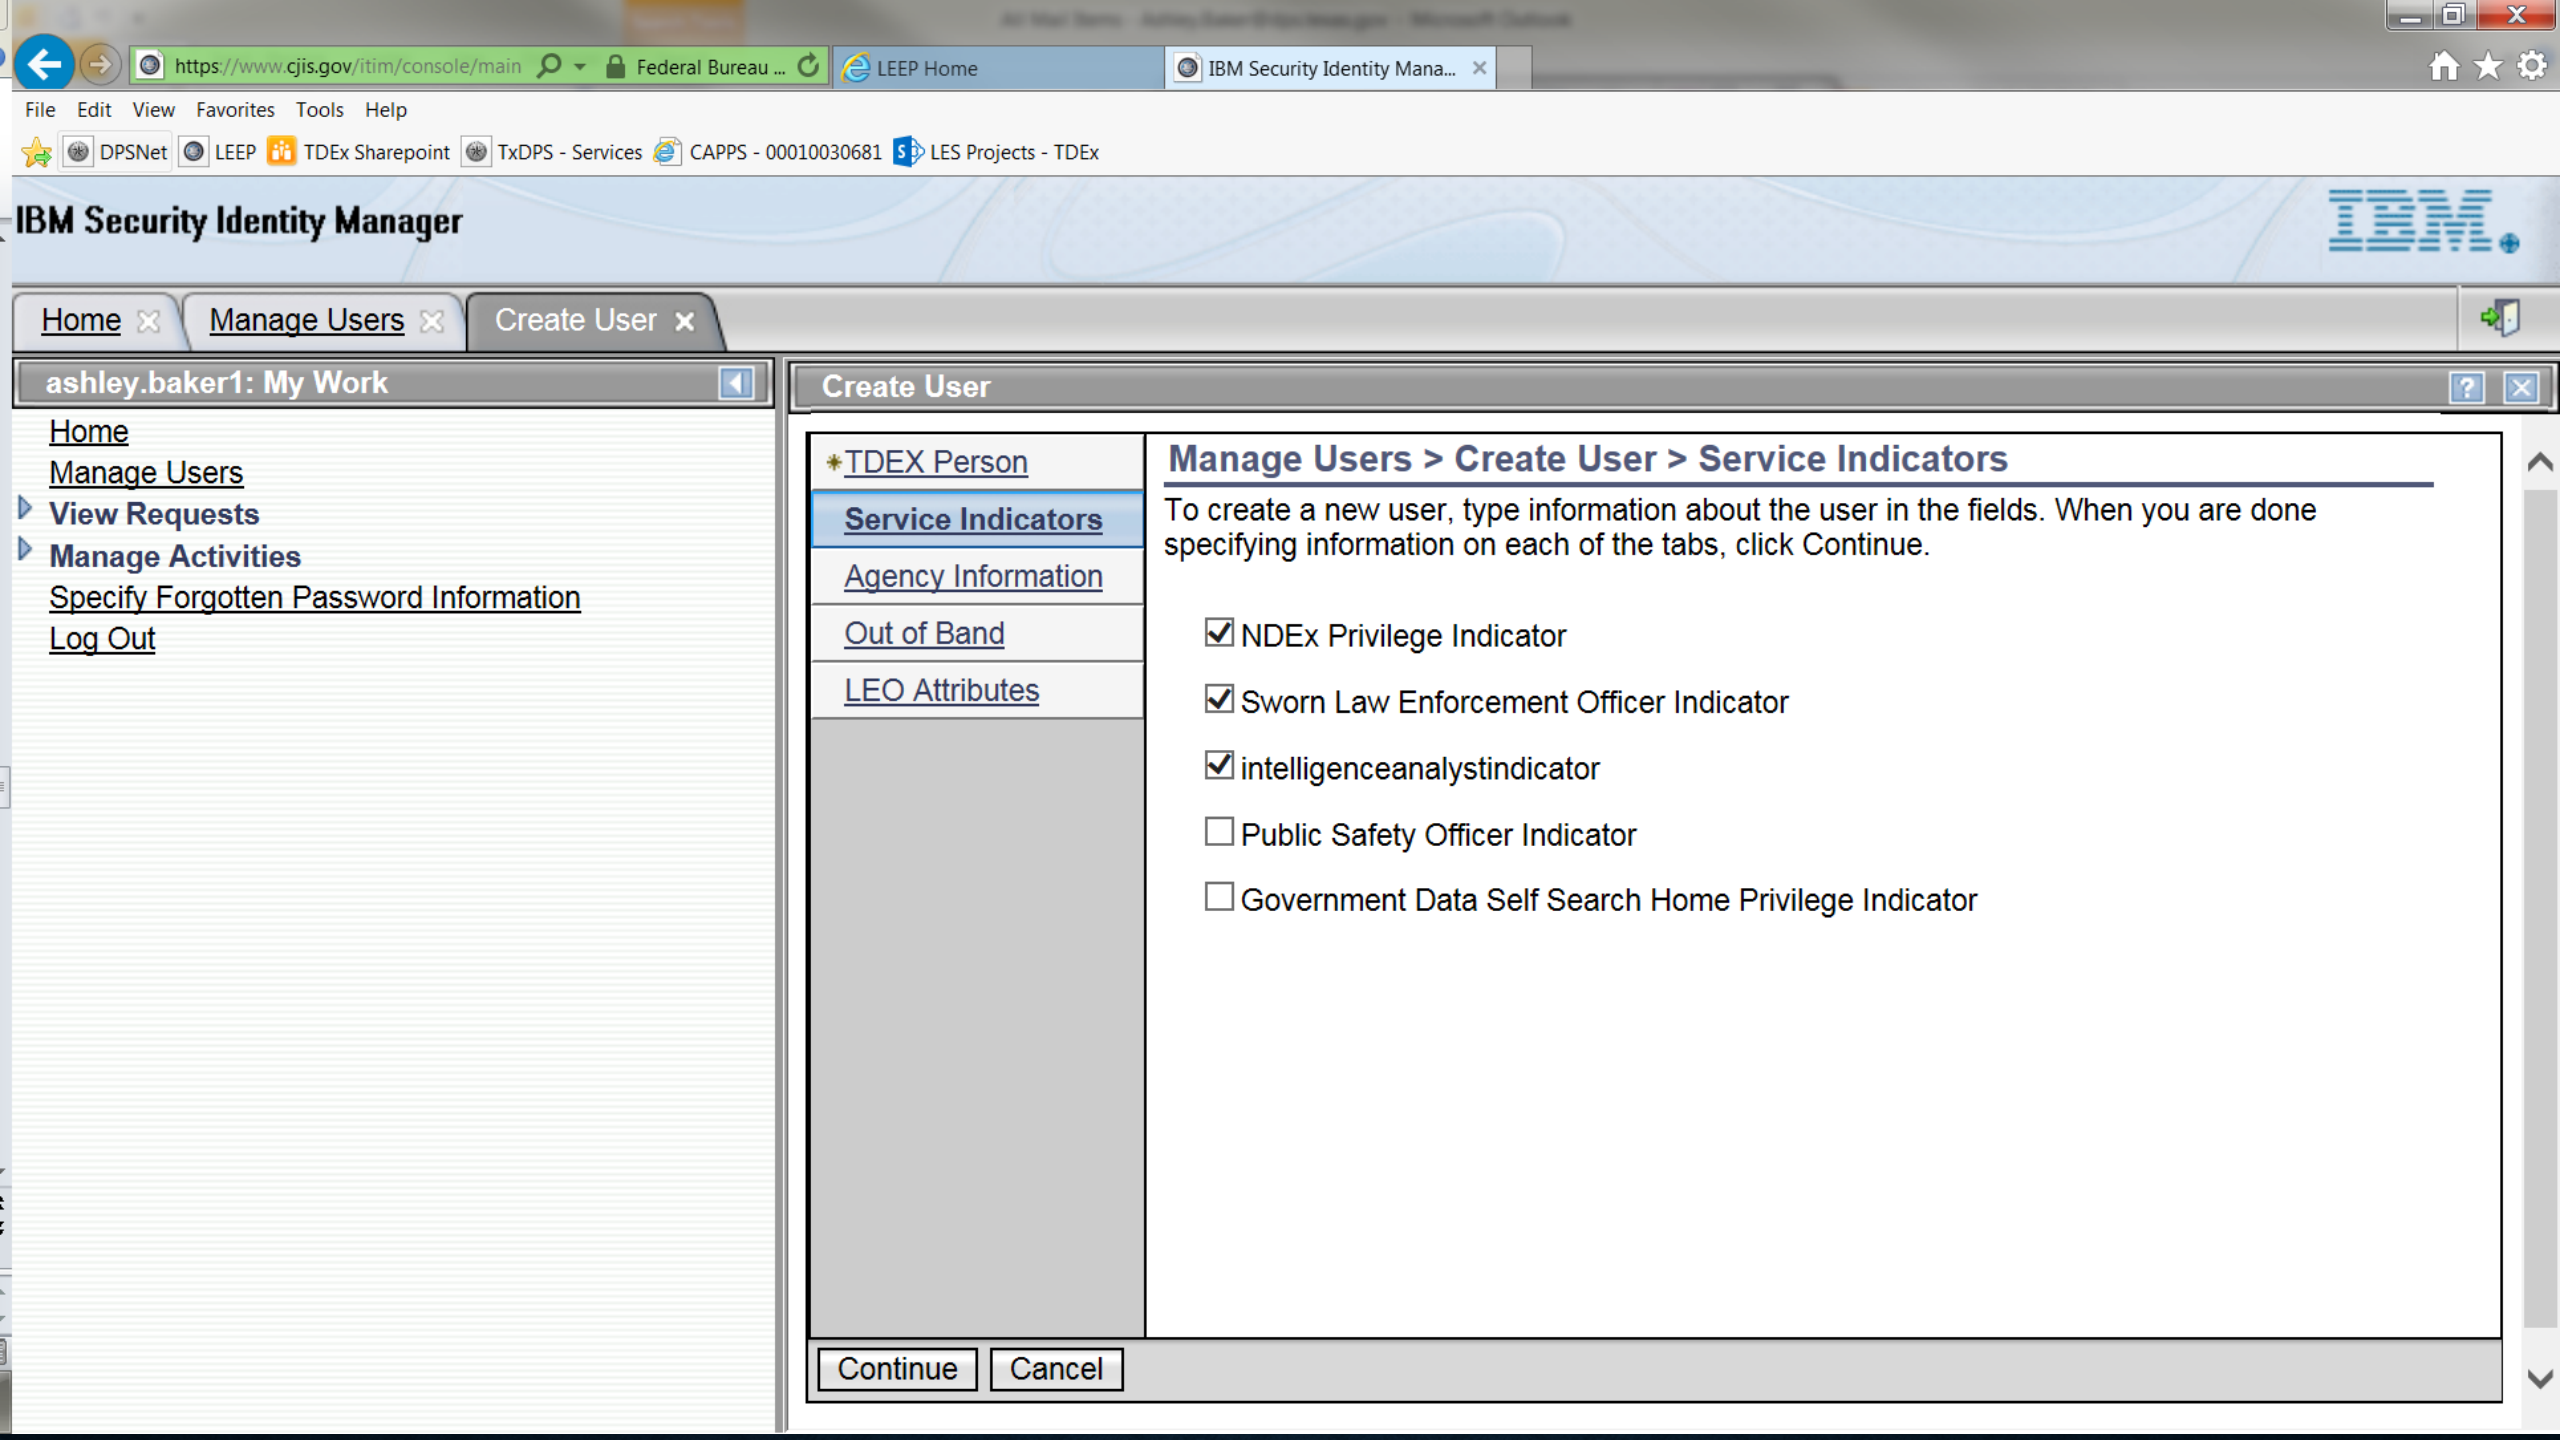 https://www.cjis.gov/itim/console/main
Federal Bureau ...
LEEP Home
IBM Security Identity Mana...
File Edit View Favorites Tools Help
DPSNet LEEP TDEx Sharepoint TxDPS - Services CAPPS - 00010030681 LES Projects - TDEx
IBM Security Identity Manager
IBM.
Home Manage Users Create User
ashley.baker1: My Work
Home
Manage Users
View Requests
Manage Activities
Specify Forgotten Password Information
Log Out
Create User
TDEX Person
Service Indicators
Agency Information
Out of Band
LEO Attributes
Manage Users > Create User > Service Indicators
To create a new user, type information about the user in the fields. When you are done
specifying information on each of the tabs, click Continue.
NDEx Privilege Indicator
Sworn Law Enforcement Officer Indicator
intelligenceanalystindicator
Public Safety Officer Indicator
Government Data Self Search Home Privilege Indicator
Continue Cancel